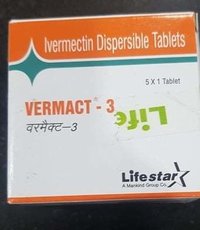 Ivermectin Dispersible Tablets
5 X 1 Tablet
VERMACT - 3
वरमैक्ट–3
Life
Lifestar
A Mankind Group Co.